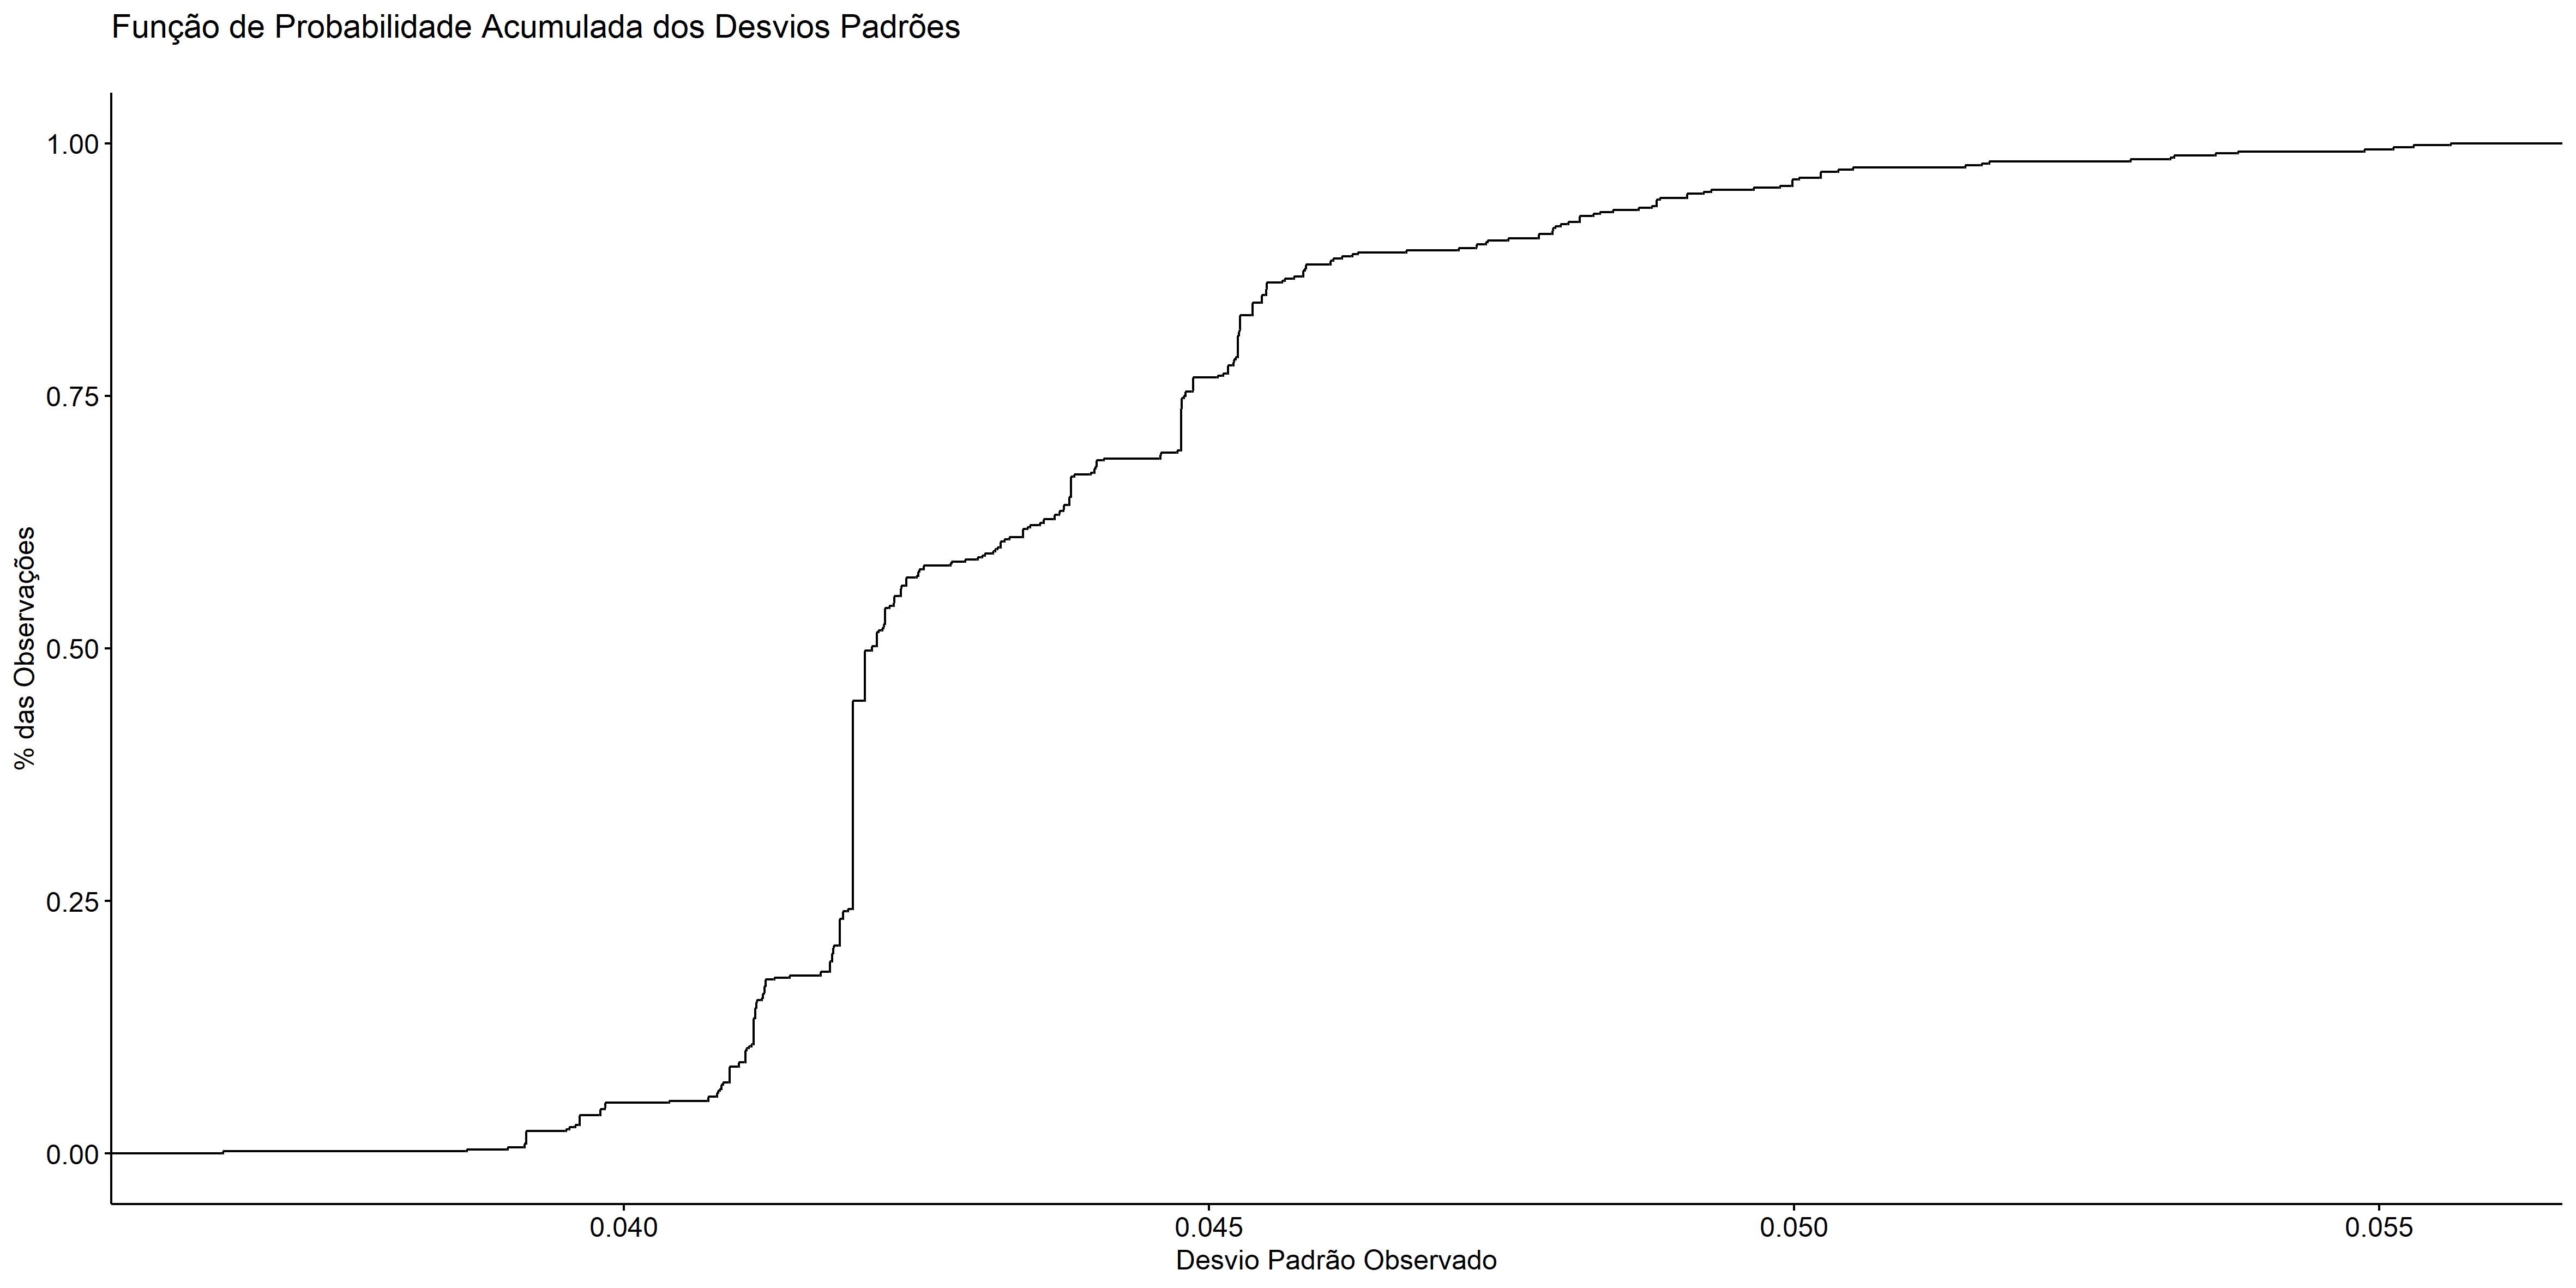 Função de Probabilidade Acumulada dos Desvios Padrões
1.00
0.75
0.50
0.25
0.00
% das Observações
0.040 0.045 0.050 0.055
Desvio Padrão Observado